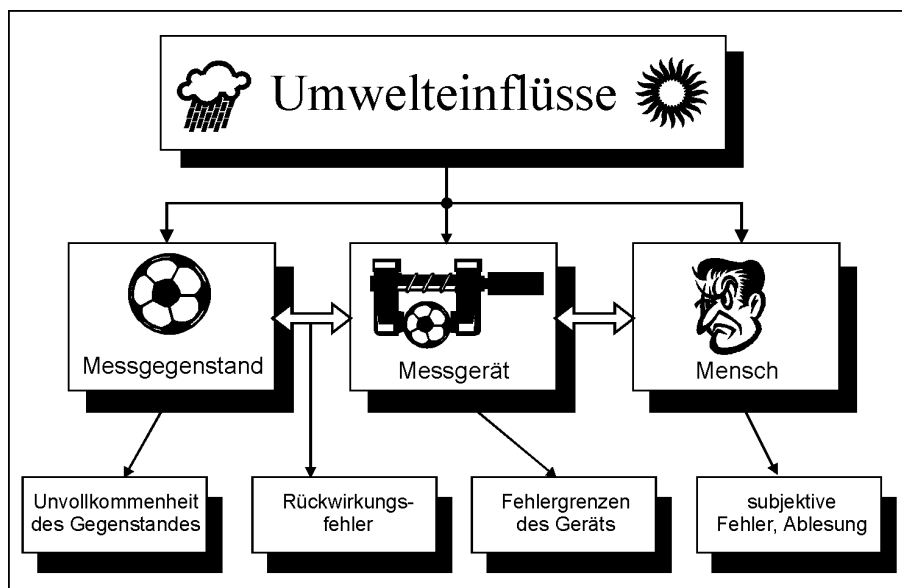 Umwelteinflüsse
Messgegenstand
Messgerät
Mensch
Unvollkommenheit
des Gegenstandes
Rückwirkungs-
fehler
Fehlergrenzen
des Geräts
subjektive
Fehler, Ablesung